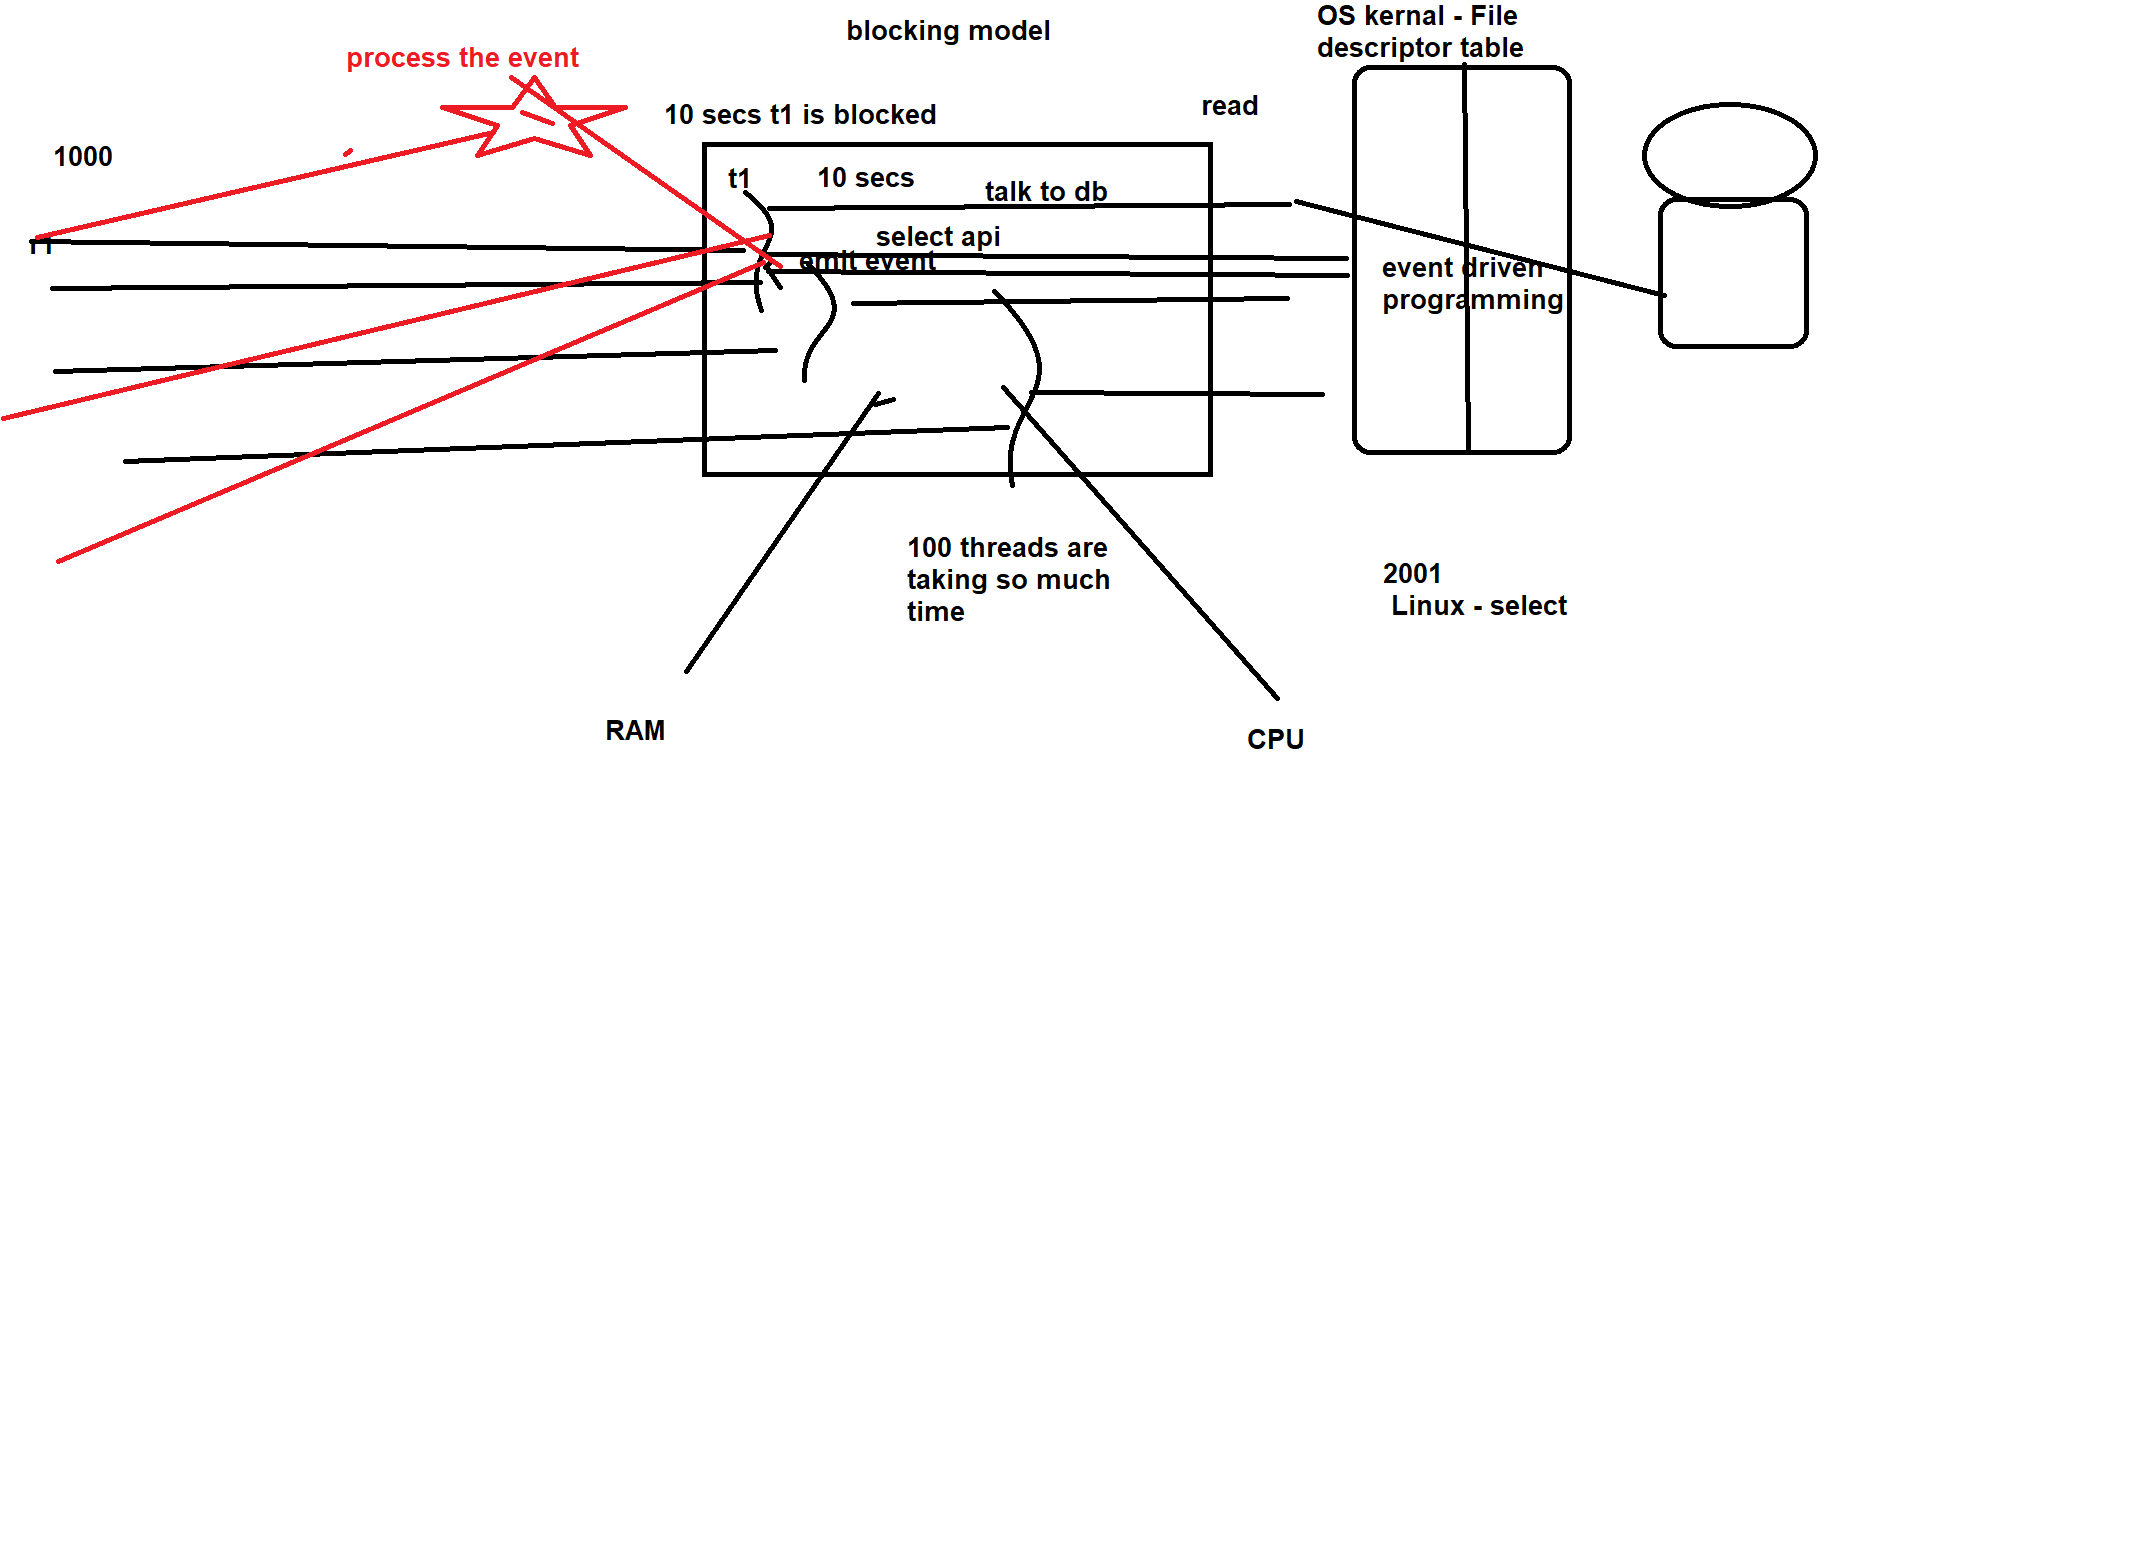 OS kernal - File
descriptor table
blocking model
process the event
10 secs t1 is blocked
read
1000
t1
10 secs
talk to db
select api
emit event
r1
event driven
programming
100 threads are
taking so much
time
2001
Linux - select
RAM
CPU